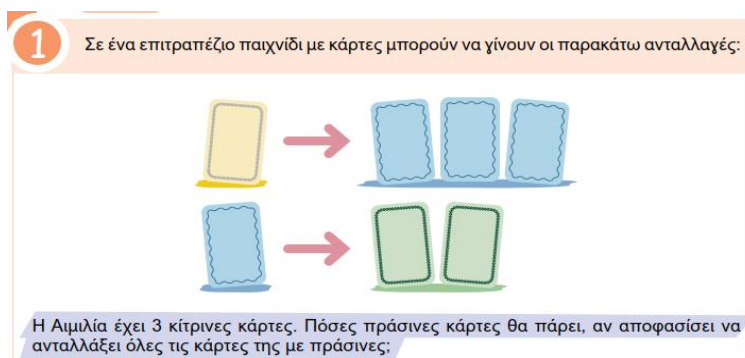 1
Σε ένα επιτραπέζιο παιχνίδι με κάρτες μπορούν να γίνουν οι παρακάτω ανταλλαγές:
Η Αιμιλία έχει 3 κίτρινες κάρτες. Πόσες πράσινες κάρτες θα πάρει, αν αποφασίσει να
ανταλλάξει όλες τις κάρτες της με πράσινες;